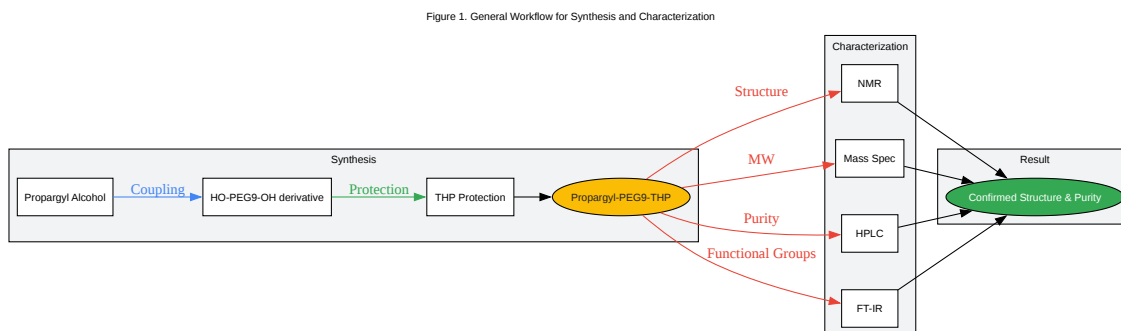 Figure 1. General Workflow for Synthesis and Characterization
Synthesis
Propargyl Alcohol
Coupling
HO-PEG9-OH derivative
Protection
THP Protection
Propargyl-PEG9-THP
Structure
MW
Purity
Functional Groups
Characterization
NMR
Mass Spec
HPLC
FT-IR
Result
Confirmed Structure & Purity